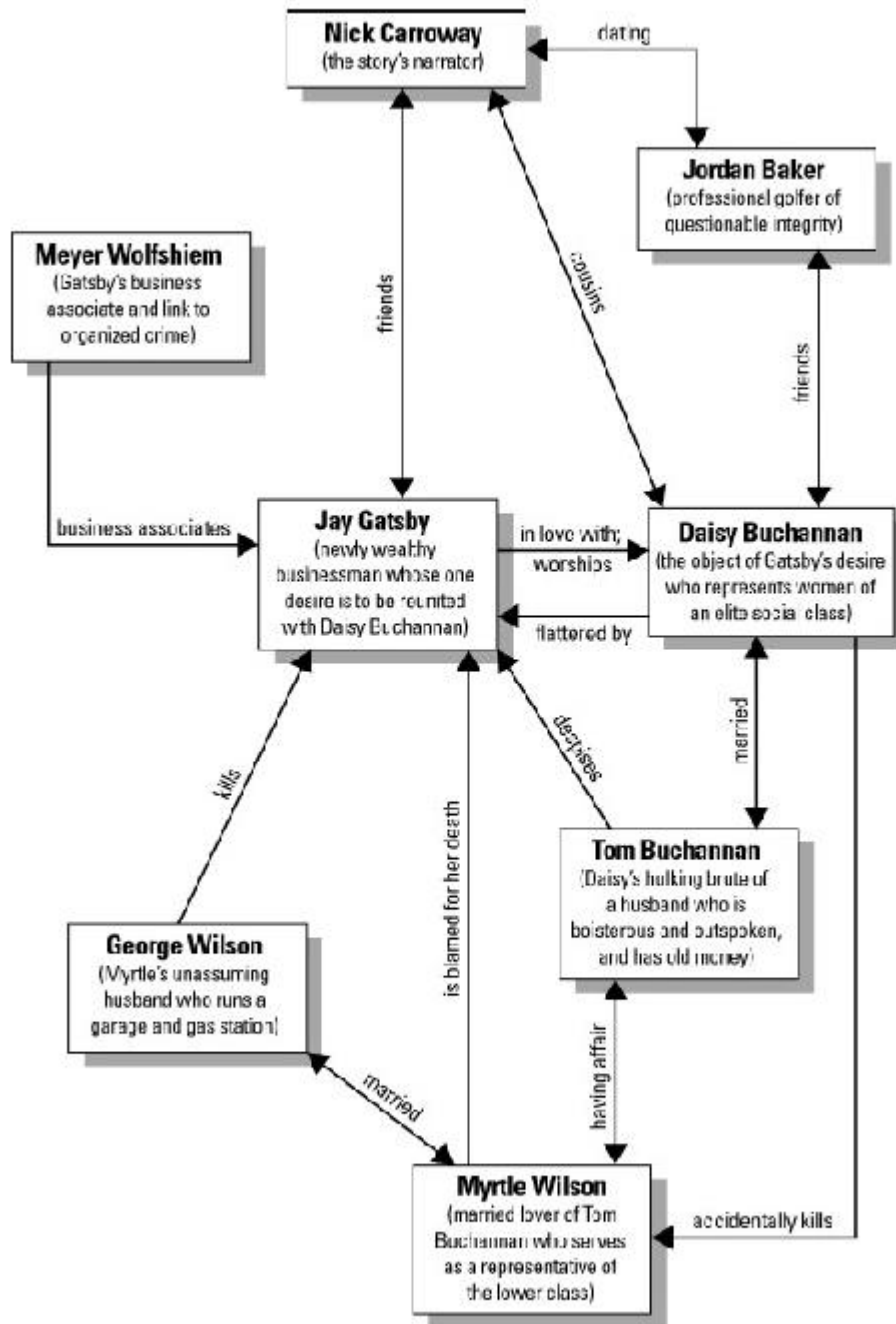 Nick Carroway
(the story's narrator)
dating
Jordan Baker
(professional golfer of
questionable integrity)
Meyer Wolfshiem
(Gatsby's business
associate and link to
organized crime)
friends
cousins
friends
business associates
Jay Gatsby
(newly wealthy
businessman whose one
desire is to be reunited
with Daisy Buchannan)
in love with;
worships
flattered by
Daisy Buchannan
(the object of Gatsby's desire
who represents women of
an elite social class)
kills
is blamed for her death
despises
married
Tom Buchannan
(Daisy's hulking brute of
a husband who is
boisterous and outspoken,
and has old money)
George Wilson
(Myrtle's unassuming
husband who runs a
garage and gas station)
married
having affair
Myrtle Wilson
(married lover of Tom
Buchannan who serves
as a representative of
the lower class)
accidentally kills